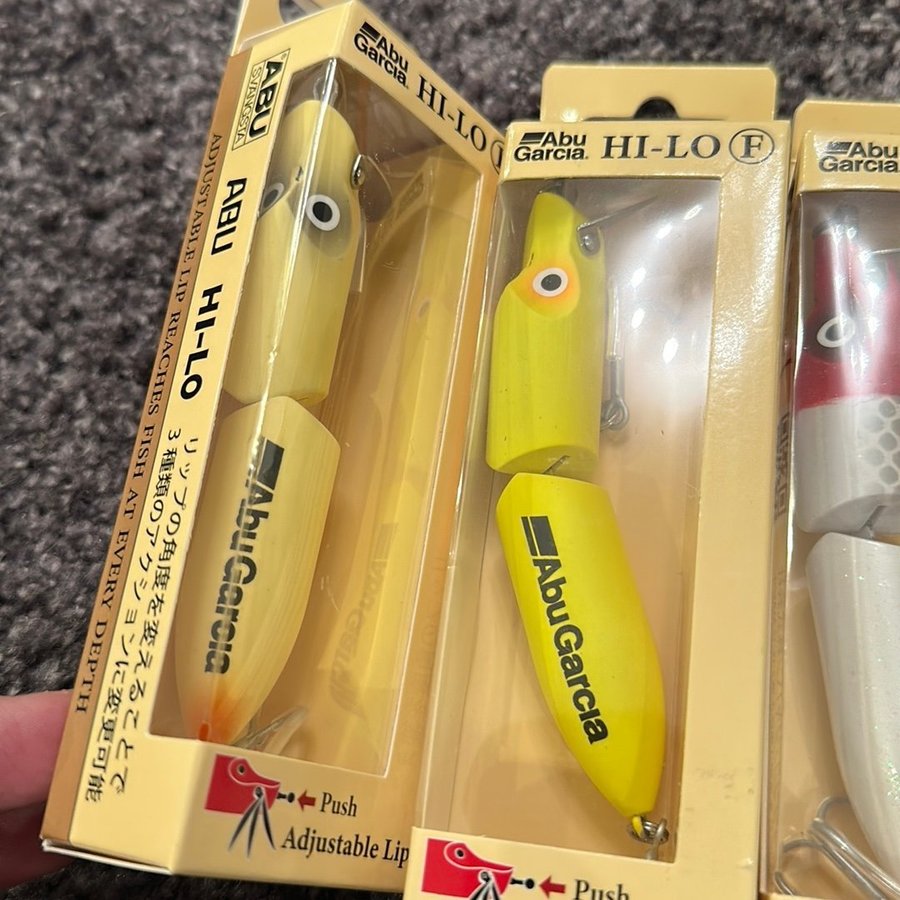 Abu
Garcia®
HI-LO F
ABU
SVÄNGSTA
ABU HI-LO
ADJUSTABLE LIP REACHES FISH AT EVERY DEPTH
リップの角度を変えることで
3種類のアクションに変更可能
AbuGarcia
Push
Adjustable Lip
Abu
Garcia®
HI-LO F
AbuGarcia
Push
Abu
Garcia